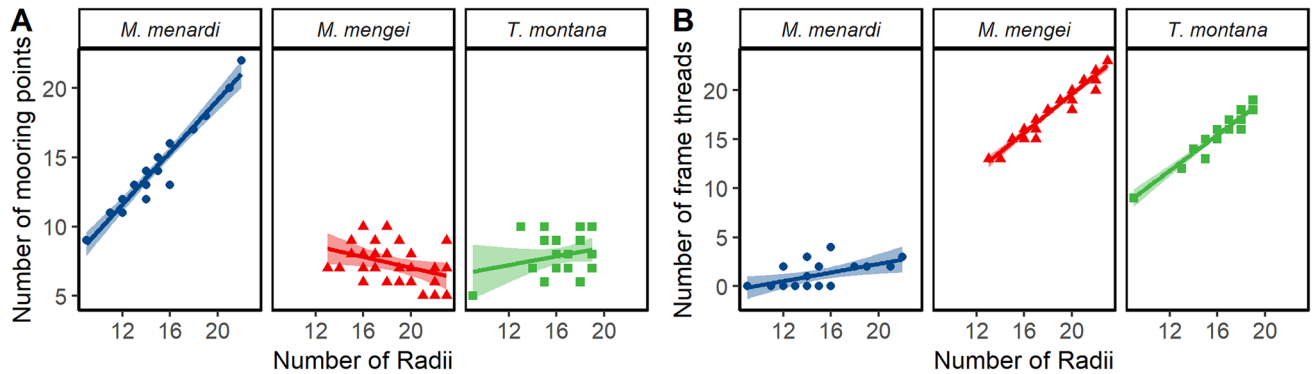 A
M. menardi
M. mengei
T. montana
Number of mooring points
20
15
10
5
12
16
20
12
16
20
12
16
20
Number of Radii
B
M. menardi
M. mengei
T. montana
Number of frame threads
20
15
10
5
0
12
16
20
12
16
20
12
16
20
Number of Radii